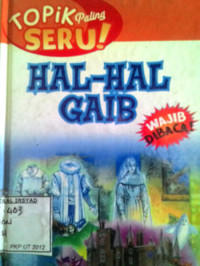 TOPIK Paling
SERU!
HAL-HAL
GAIB
WAJIB
DIBACA!
PKP UT 2012